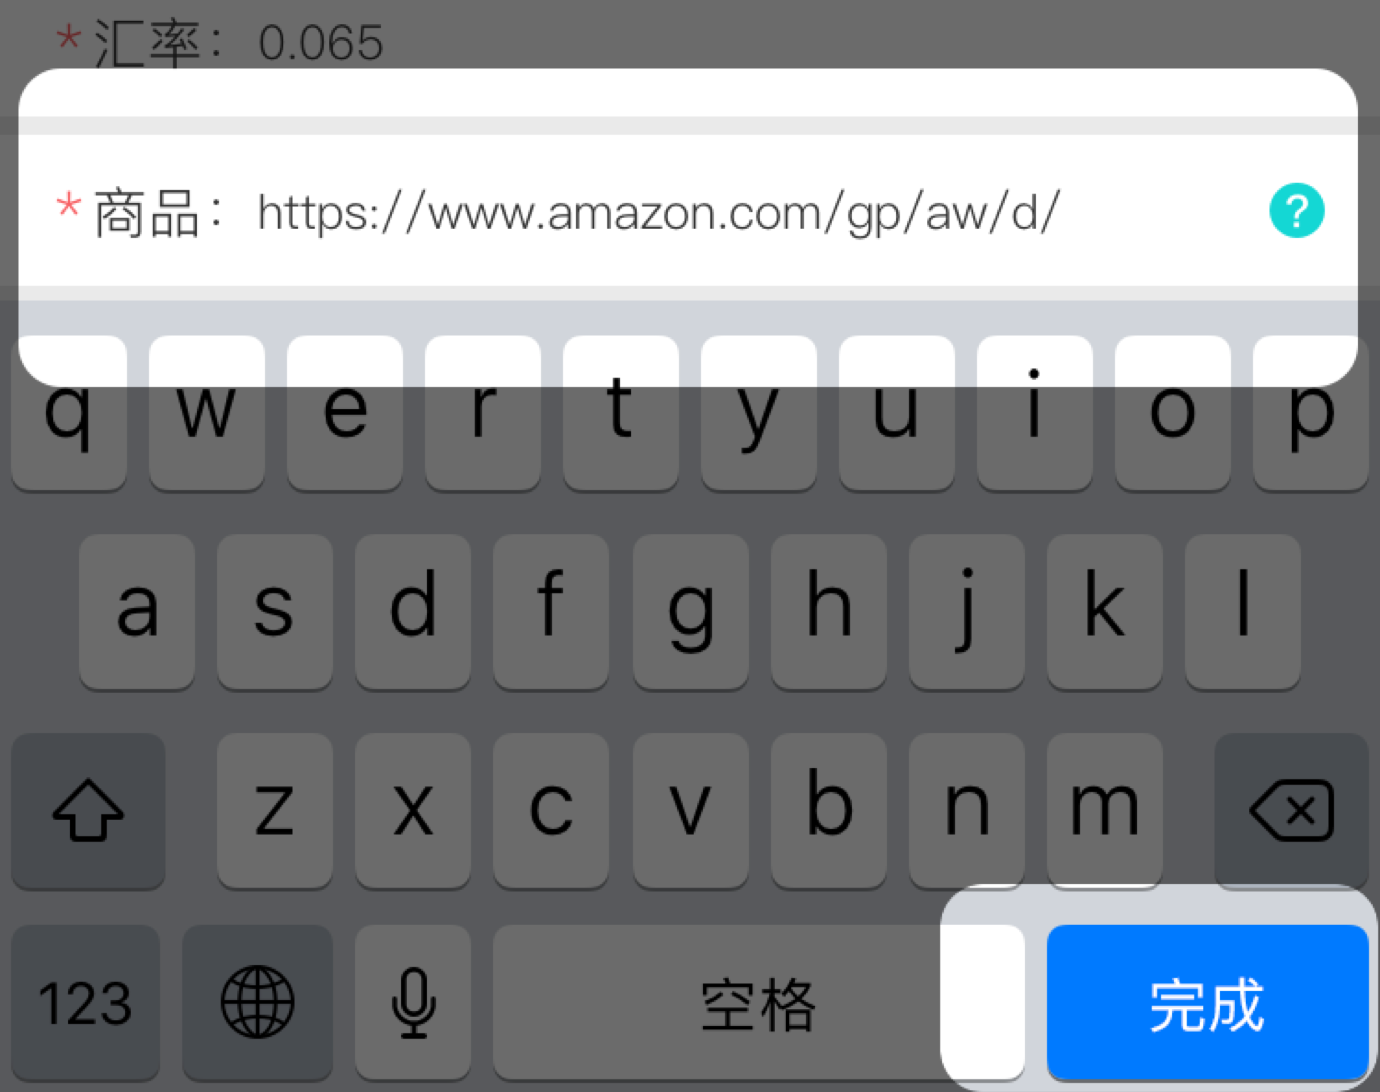 * 汇率： 0.065
* 商品： https://www.amazon.com/gp/aw/d/ ?
q w e r t y u i o p
a s d f g h j k l
z x c v b n m
123 空格 完成